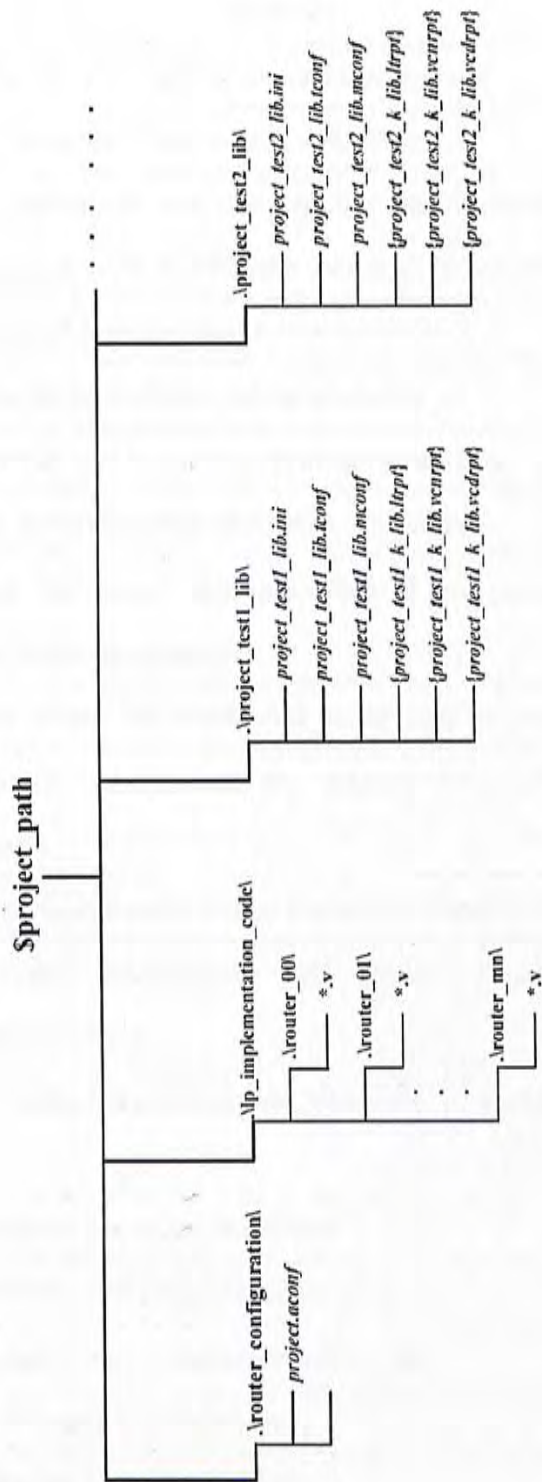 $project_path
.\router_configuration\
project.aconf
.\ip_implementation_code\
.\router_00\
*.v
.\router_01\
*.v
.\router_mn\
*.v
.\project_test1_lib\
project_test1_lib.ini
project_test1_lib.tconf
project_test1_lib.mconf
{project_test1_k_lib.ltrpt}
{project_test1_k_lib.vcnrpt}
{project_test1_k_lib.vcdrpt}
.\project_test2_lib\
project_test2_lib.ini
project_test2_lib.tconf
project_test2_lib.mconf
{project_test2_k_lib.ltrpt}
{project_test2_k_lib.vcnrpt}
{project_test2_k_lib.vcdrpt}